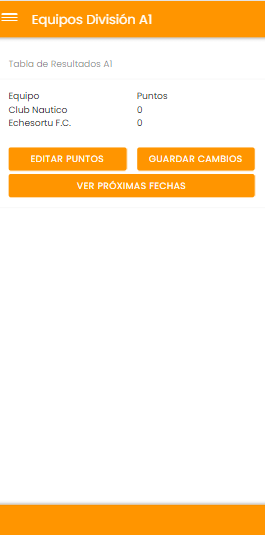 Equipos División A1
Tabla de Resultados A1
Equipo Puntos
Club Nautico 0
Echesortu F.C. 0
EDITAR PUNTOS GUARDAR CAMBIOS
VER PRÓXIMAS FECHAS